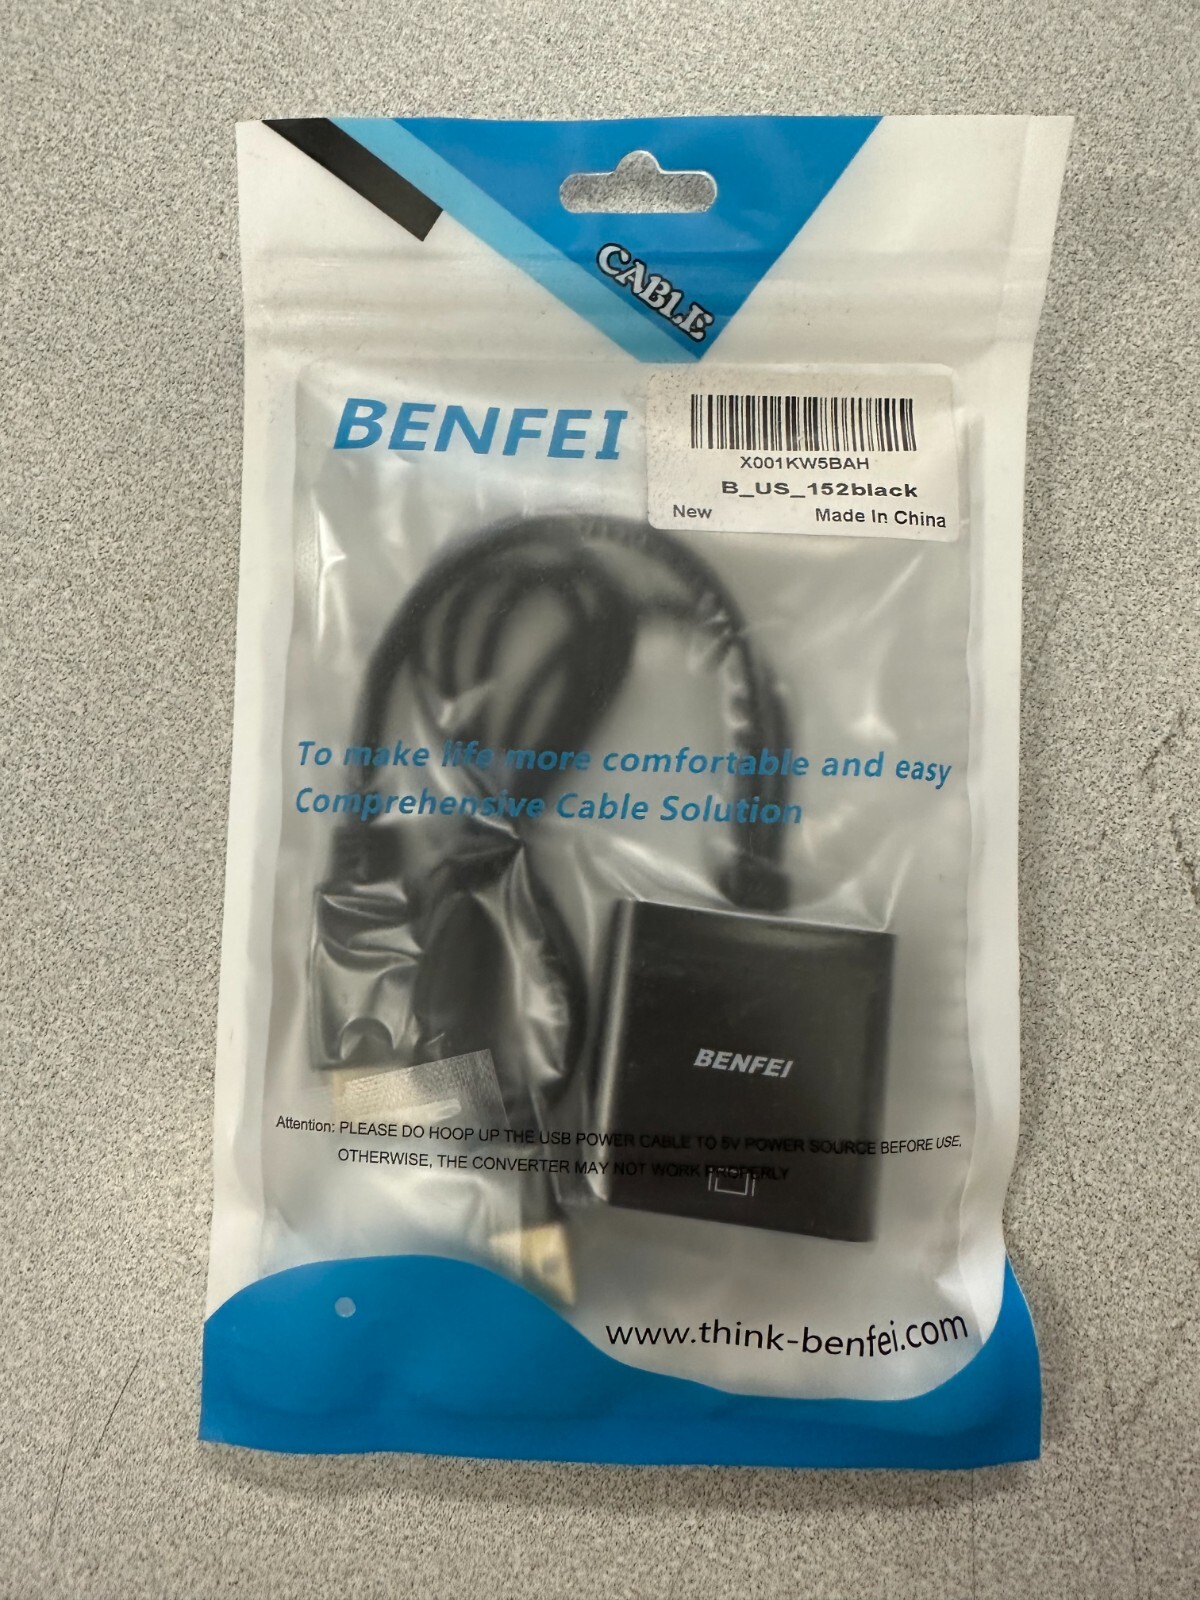 CABLE
BENFEI
X001KW5BAH
B_US_152black
New Made In China
To make life more comfortable and easy
Comprehensive Cable Solution
BENFEI
Attention: PLEASE DO HOOP UP THE USB POWER CABLE TO 5V POWER SOURCE BEFORE USE,
OTHERWISE, THE CONVERTER MAY NOT WORK PROPERLY
www.think-benfei.com